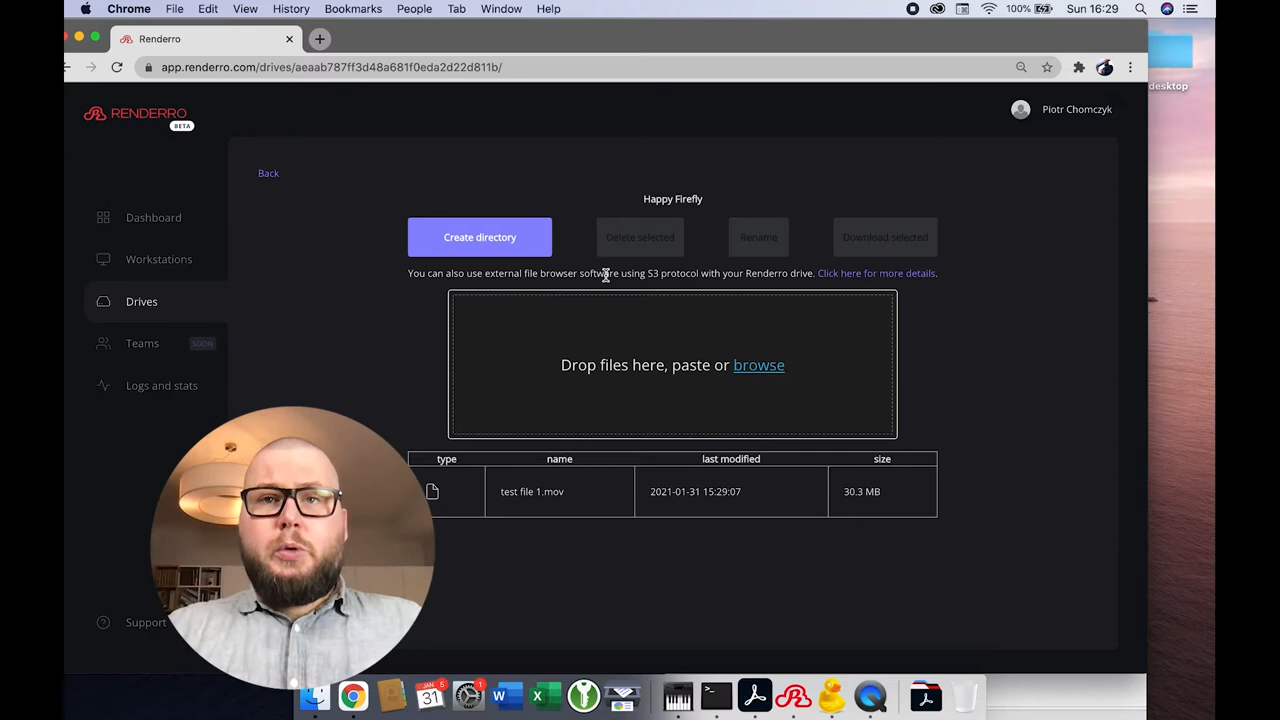 Chrome File Edit View History Bookmarks People Tab Window Help 100% Sun 16:29
Renderro
app.renderro.com/drives/aeaab787ff3d48a681f0eda2d22d811b/
desktop
RENDERRO
BETA
Piotr Chomczyk
Back
Happy Firefly
Dashboard
Workstations
Drives
Teams SOON
Logs and stats
Support
Create directory Delete selected Rename Download selected
You can also use external file browser software using S3 protocol with your Renderro drive. Click here for more details.
Drop files here, paste or browse
type name last modified size
test file 1.mov 2021-01-31 15:29:07 30.3 MB
JAN 5 1
31 W X